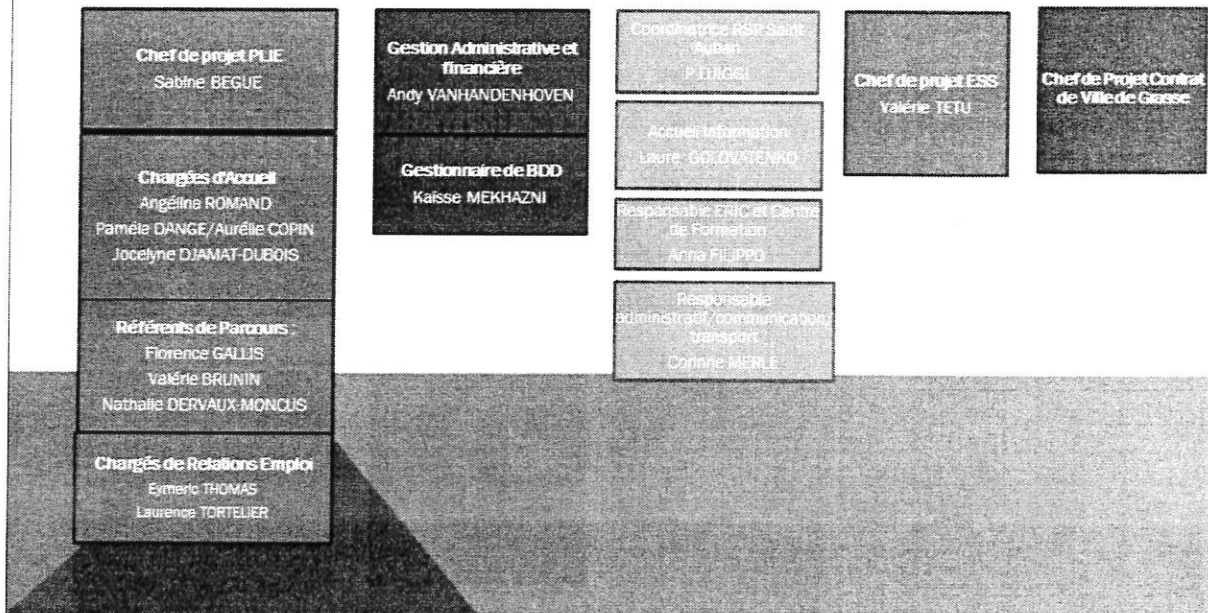 Chef de projet PLIE
Sabine BEGUE
Chargées d'Accueil
Angélina ROMAND
Paméla DANGE/Aurélie COPIN
Jocelyne DJAMAT-DUBOIS
Référents de Parcours :
Florence GALLIS
Valérie BRUNIN
Nathalie DERVAUX-MONCUS
Chargés de Relations Emploi
Eymeric THOMAS
Laurence TORTELIER
Gestion Administrative et
financière
Andy VANHANDENHOVEN
Gestionnaire de BDD
Kaïsse MEKHAZNI
Coordinatrice RSP Saint
Auban
P.LUIGGI
Accueil Information
Laure GOLOVATENKO
Responsable ERIC et Centre
de Formation
Anna FILIPPO
Responsable
administratif/communication/
transport
Corinne MERLE
Chef de projet ESS
Valérie TETU
Chef de Projet Contrat
de Ville de Grasse